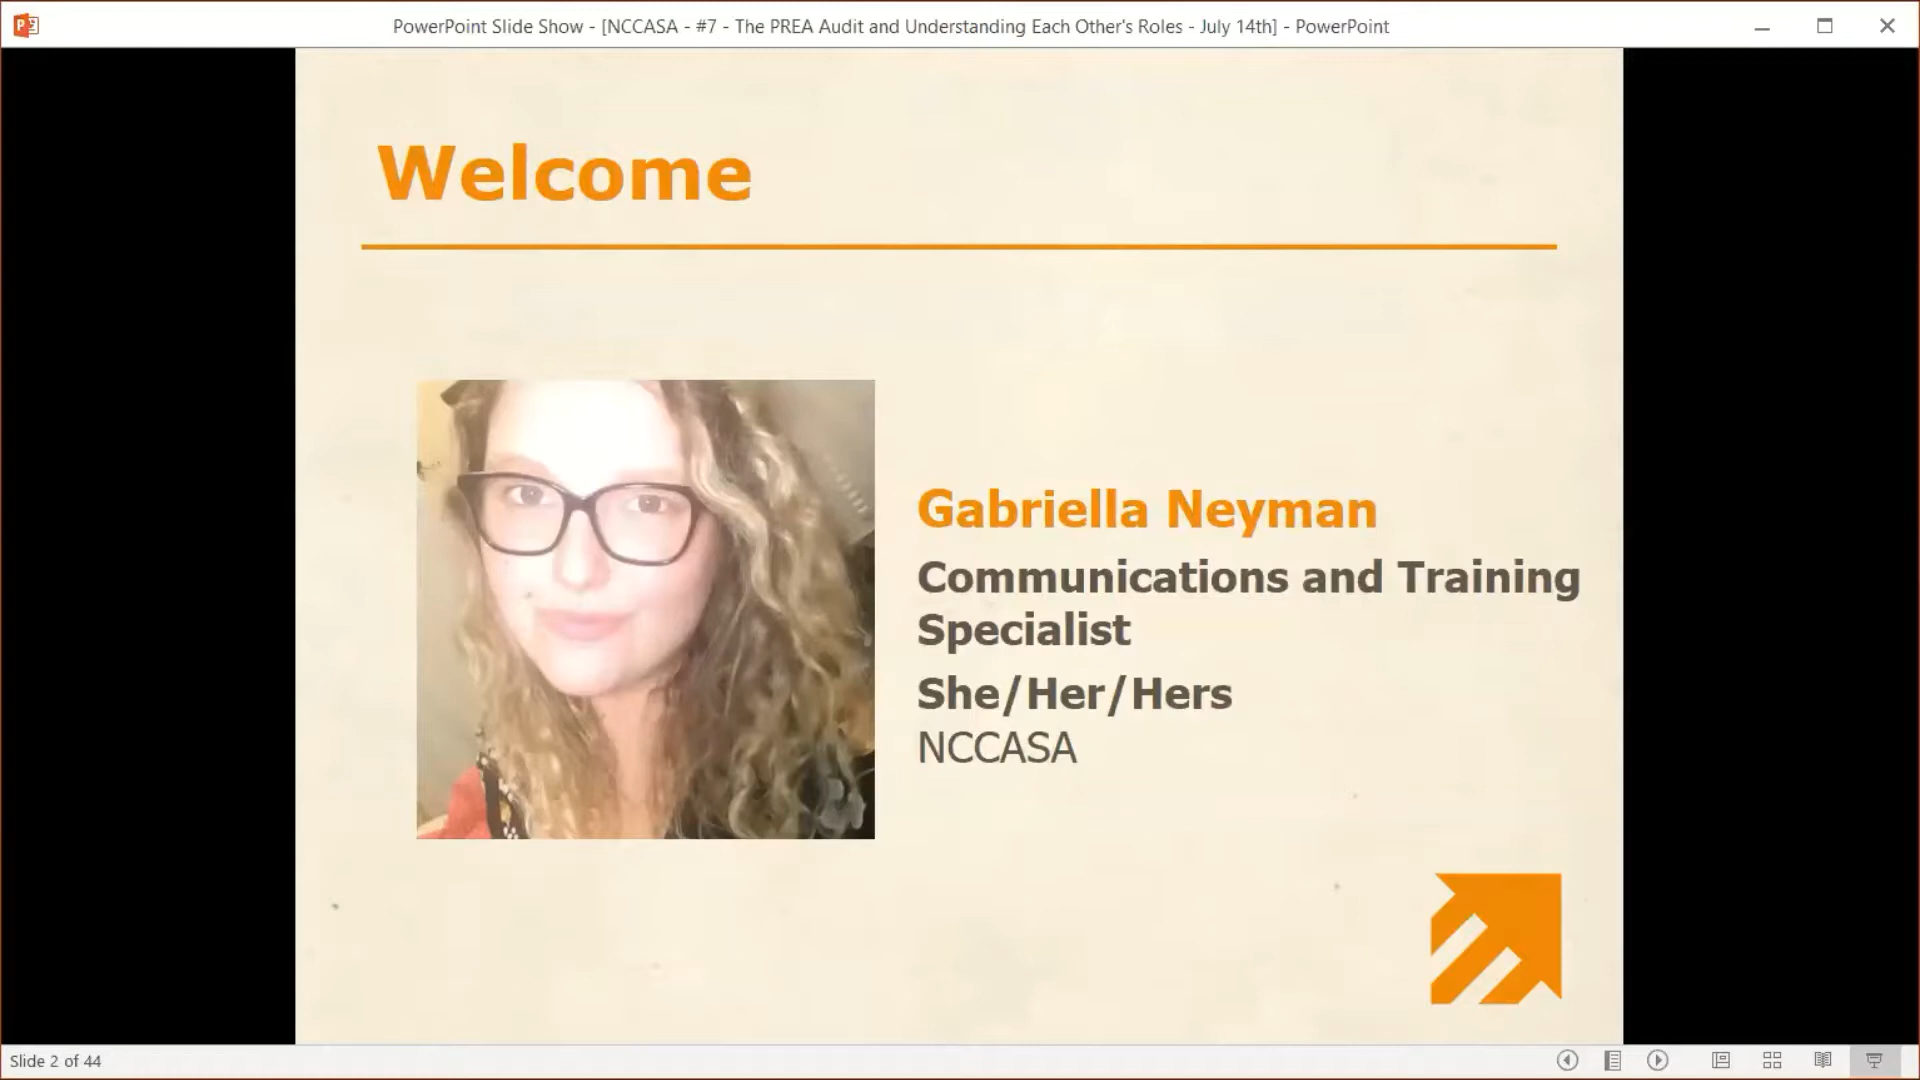 PowerPoint Slide Show - [NCCASA - #7 - The PREA Audit and Understanding Each Other's Roles - July 14th] - PowerPoint
Welcome
Gabriella Neyman
Communications and Training
Specialist
She/Her/Hers
NCCASA
Slide 2 of 44